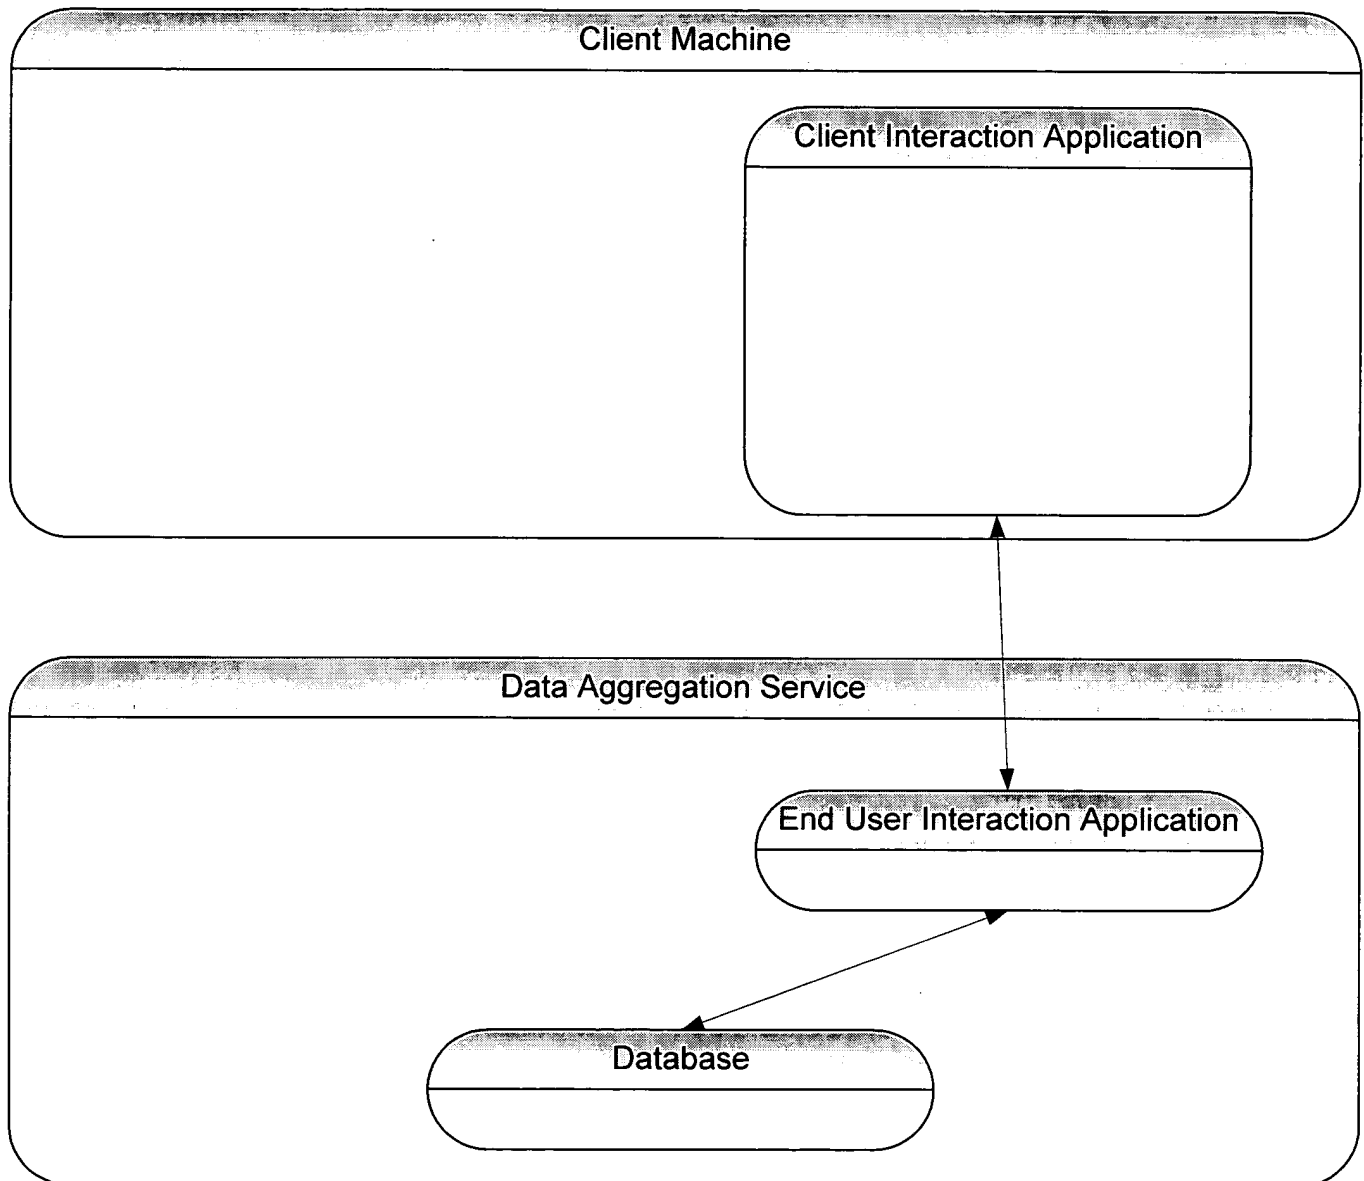 Client Machine
Client Interaction Application
Data Aggregation Service
End User Interaction Application
Database